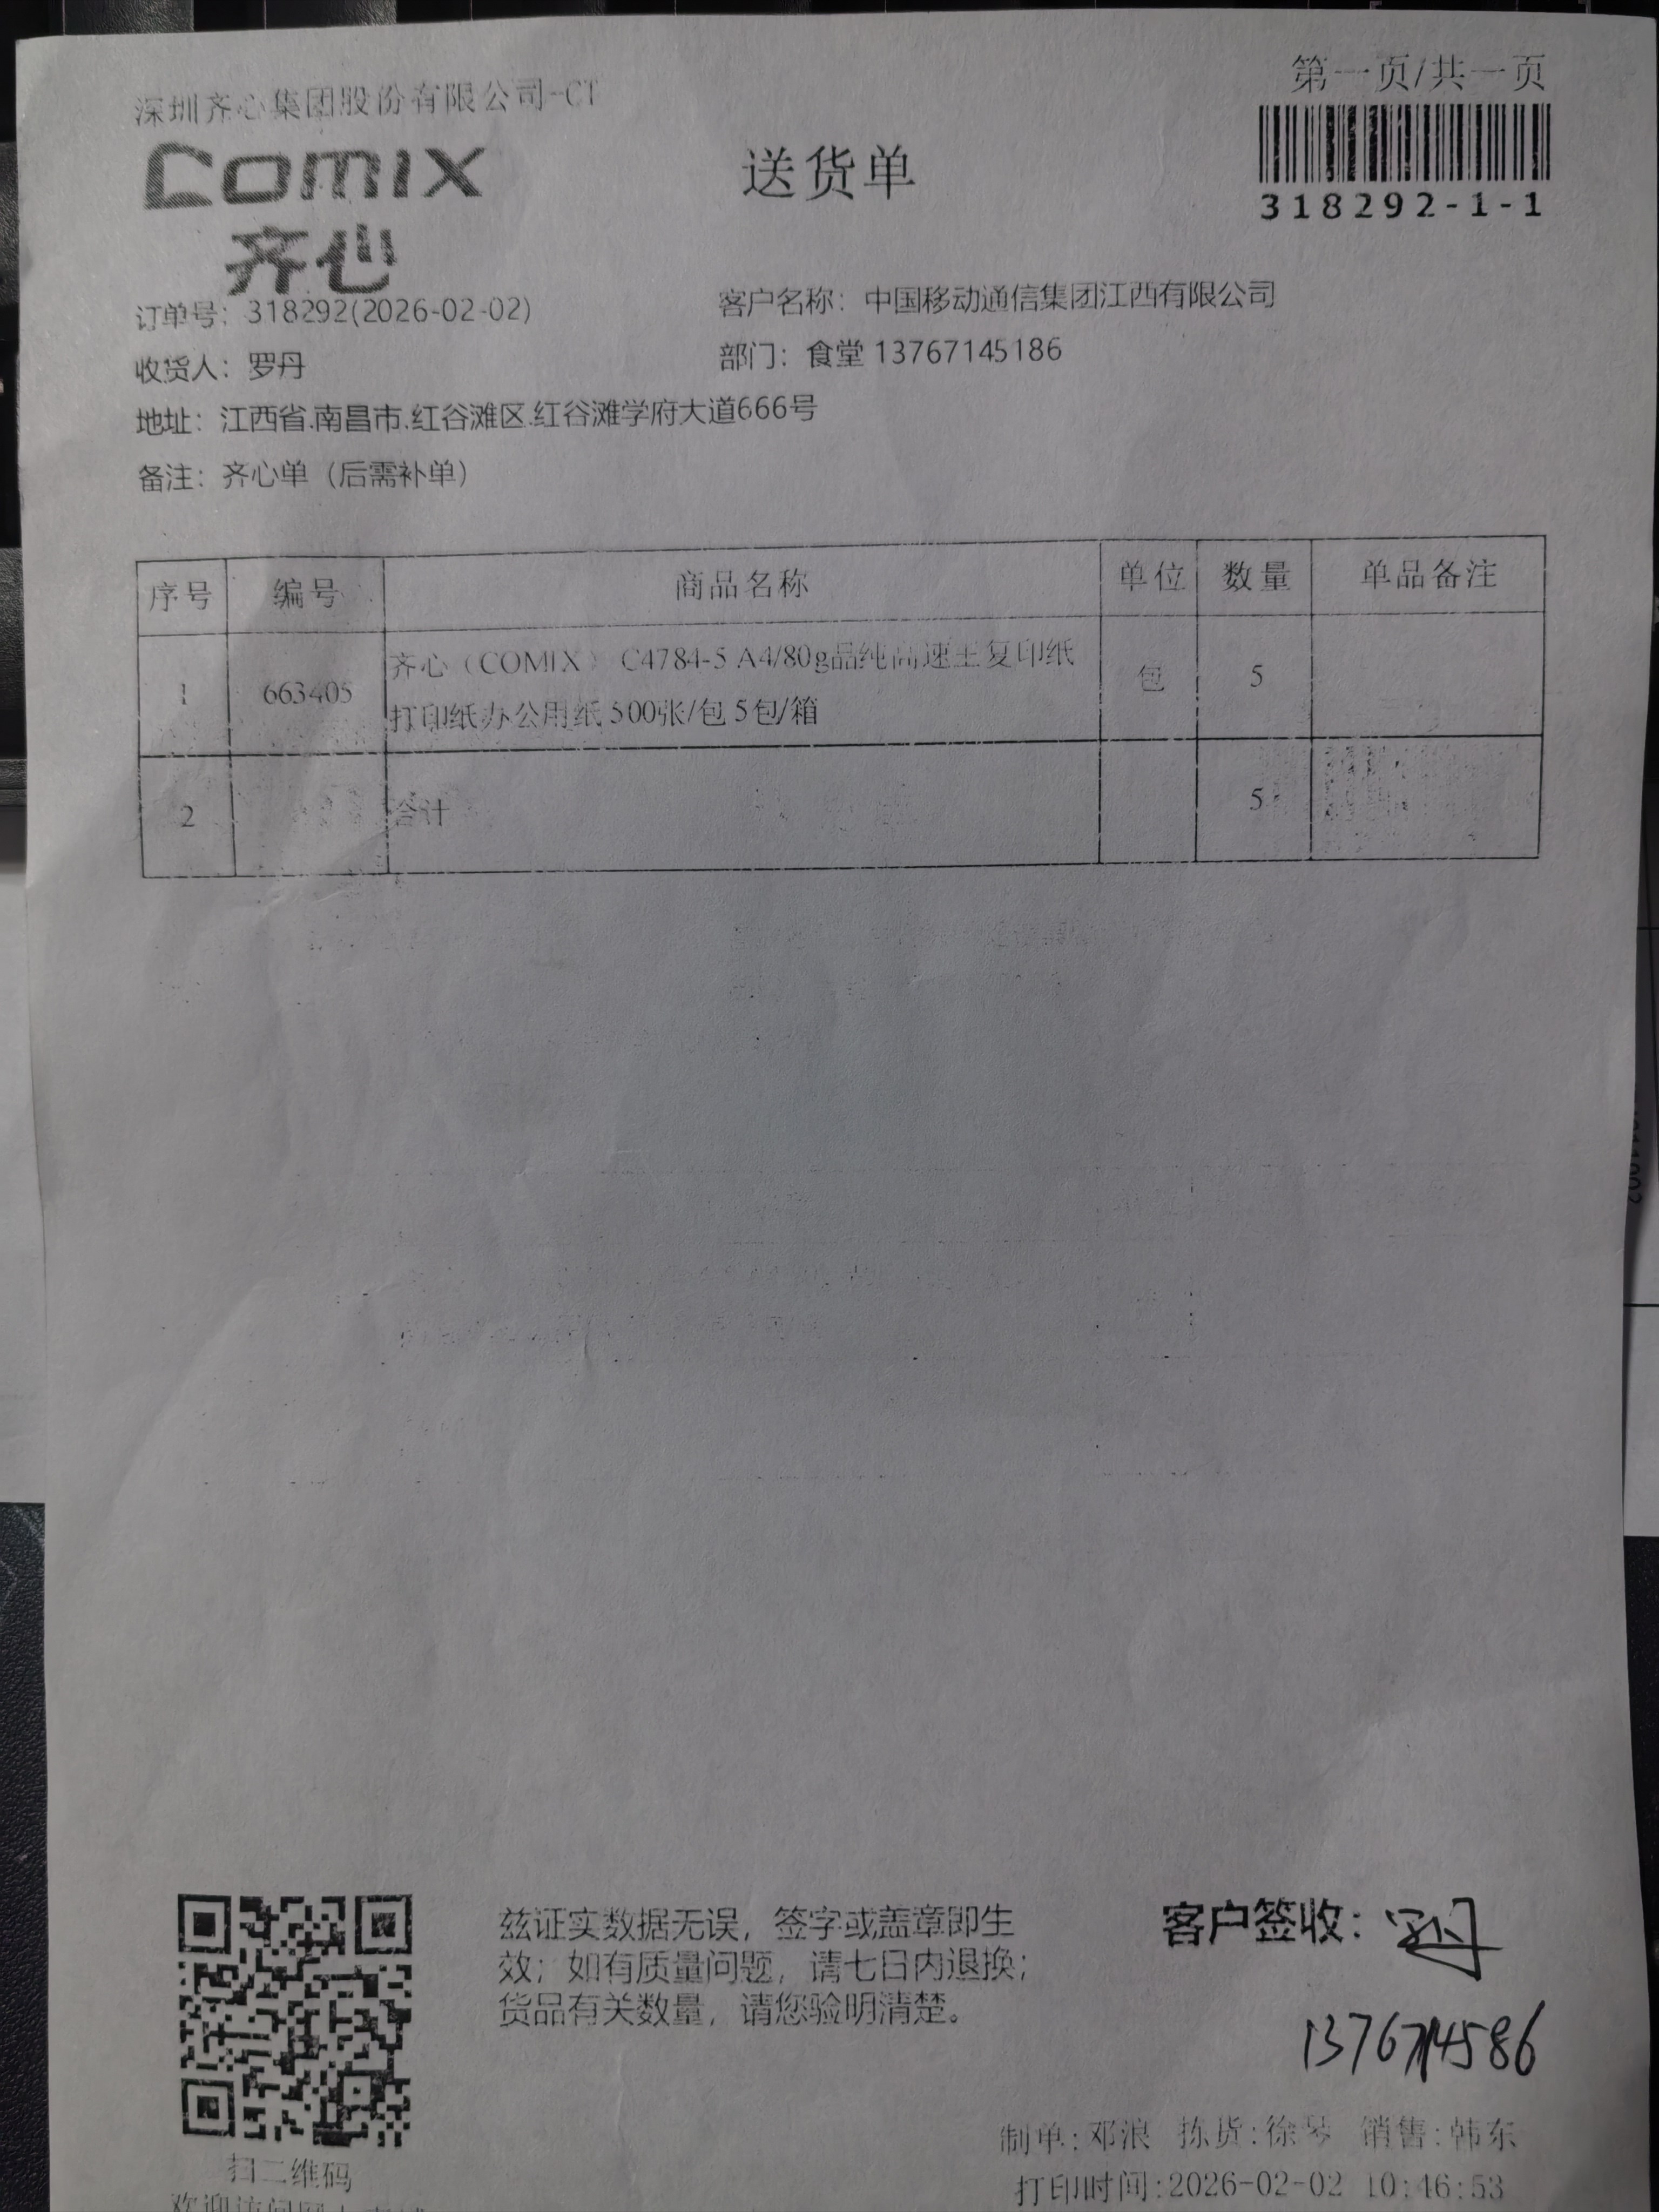 深圳齐心集团股份有限公司-CT
第一页/共一页
COMIX
齐心
送货单
318292-1-1
订单号：318292(2026-02-02)
客户名称：中国移动通信集团江西有限公司
收货人：罗丹
部门：食堂 13767145186
地址：江西省.南昌市.红谷滩区.红谷滩学府大道666号
备注：齐心单（后需补单）
序号 编号 商品名称 单位 数量 单品备注
1 663405 齐心（COMIX） C4784-5 A4/80g品纯高速王复印纸 包 5
打印纸办公用纸 500张/包 5包/箱
2 合计 5
兹证实数据无误，签字或盖章即生
效；如有质量问题，请七日内退换；
货品有关数量，请您验明清楚。
客户签收：罗丹
制单:邓浪 拣货:徐琴 销售:韩东
打印时间:2026-02-02 10:46:53
扫二维码